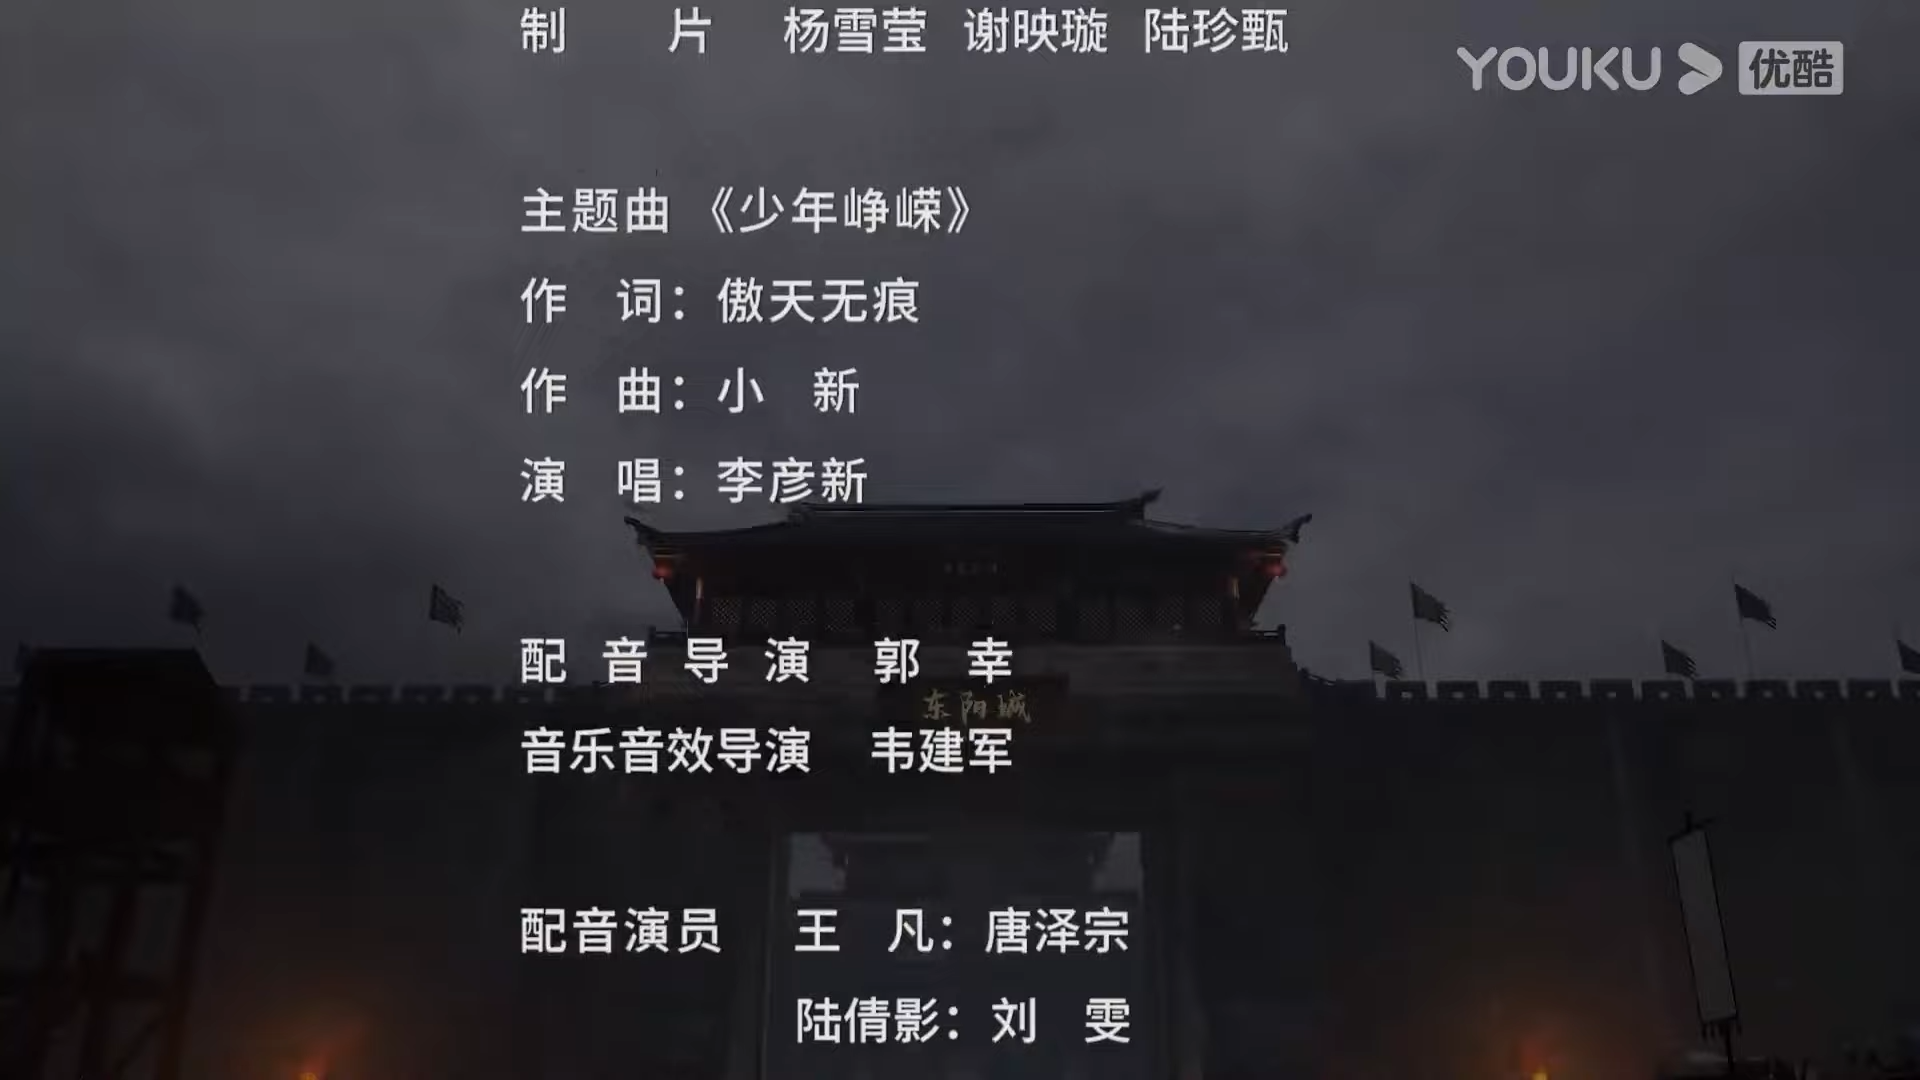 制 片 杨雪莹 谢映璇 陆珍甄
YOUKU 优酷
主题曲《少年峥嵘》
作 词：傲天无痕
作 曲：小 新
演 唱：李彦新
配音导演 郭 幸
东阳城
音乐音效导演 韦建军
配音演员 王 凡：唐泽宗
陆倩影：刘 雯